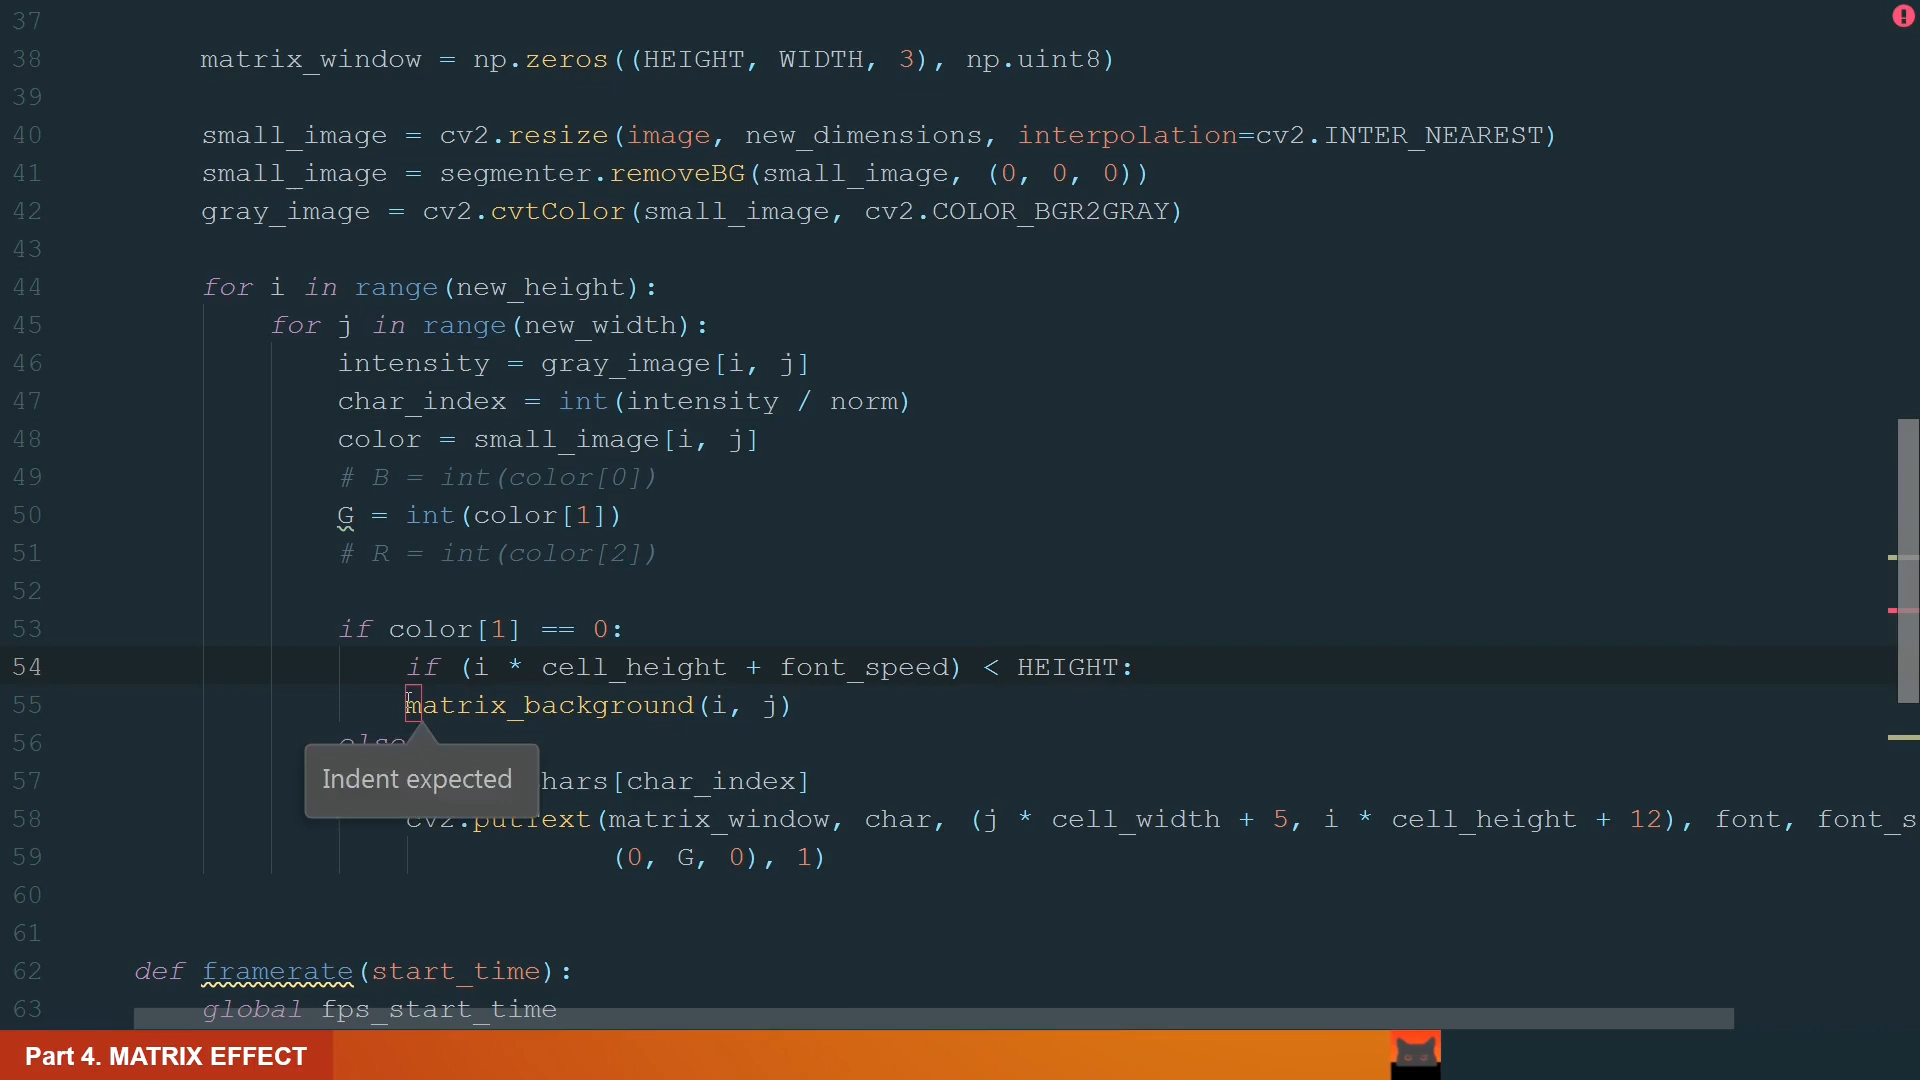 37
38 matrix_window = np.zeros((HEIGHT, WIDTH, 3), np.uint8)
39
40 small_image = cv2.resize(image, new_dimensions, interpolation=cv2.INTER_NEAREST)
41 small_image = segmenter.removeBG(small_image, (0, 0, 0))
42 gray_image = cv2.cvtColor(small_image, cv2.COLOR_BGR2GRAY)
43
44 for i in range(new_height):
45 for j in range(new_width):
46 intensity = gray_image[i, j]
47 char_index = int(intensity / norm)
48 color = small_image[i, j]
49 # B = int(color[0])
50 G = int(color[1])
51 # R = int(color[2])
52
53 if color[1] == 0:
54 if (i * cell_height + font_speed) < HEIGHT:
55 matrix_background(i, j)
56 else
Indent expected
57 hars[char_index]
58 cv2.putText(matrix_window, char, (j * cell_width + 5, i * cell_height + 12), font, font_s
59 (0, G, 0), 1)
60
61
62 def framerate(start_time):
63 global fps_start_time
Part 4. MATRIX EFFECT